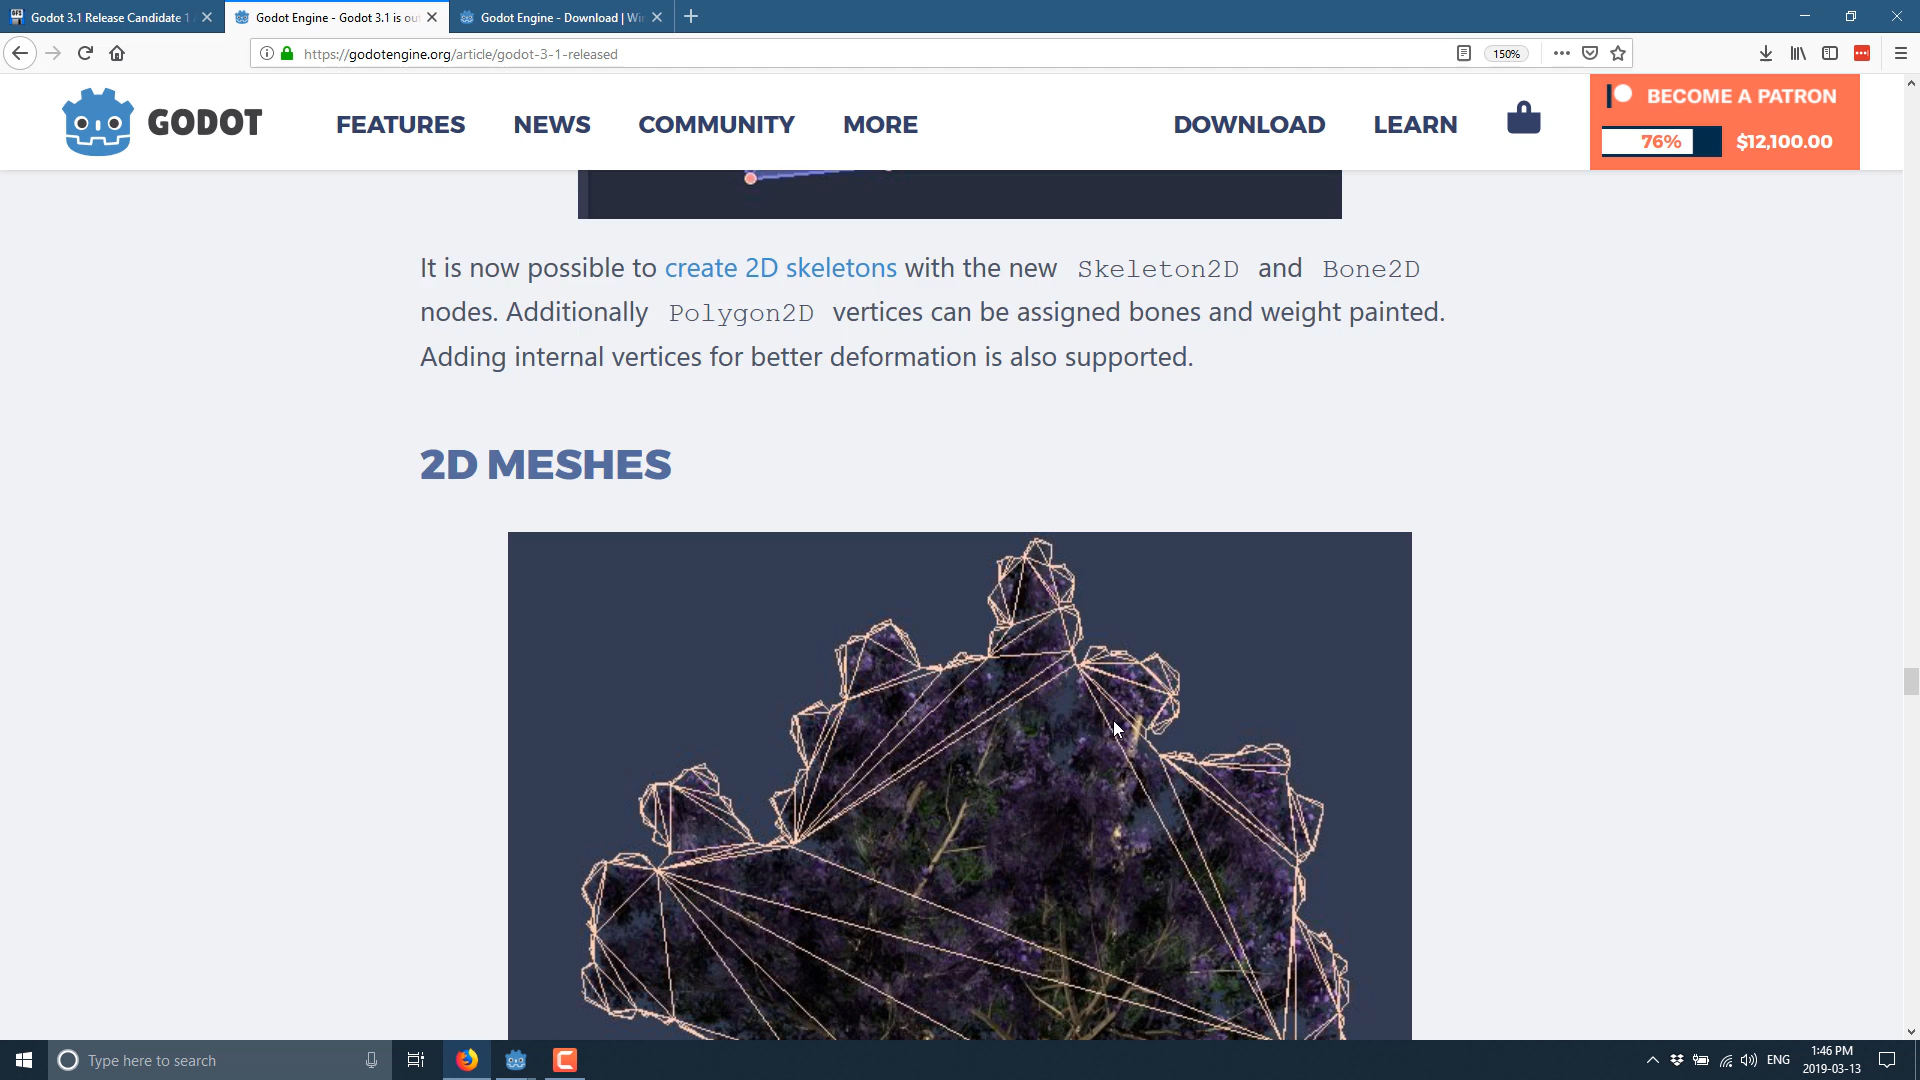 Godot 3.1 Release Candidate 1
Godot Engine - Godot 3.1 is ou
Godot Engine - Download | Wi
https://godotengine.org/article/godot-3-1-released
150%
GODOT
FEATURES
NEWS
COMMUNITY
MORE
DOWNLOAD
LEARN
BECOME A PATRON
76%
$12,100.00
It is now possible to create 2D skeletons with the new Skeleton2D and Bone2D
nodes. Additionally Polygon2D vertices can be assigned bones and weight painted.
Adding internal vertices for better deformation is also supported.
2D MESHES
Type here to search
ENG
1:46 PM
2019-03-13